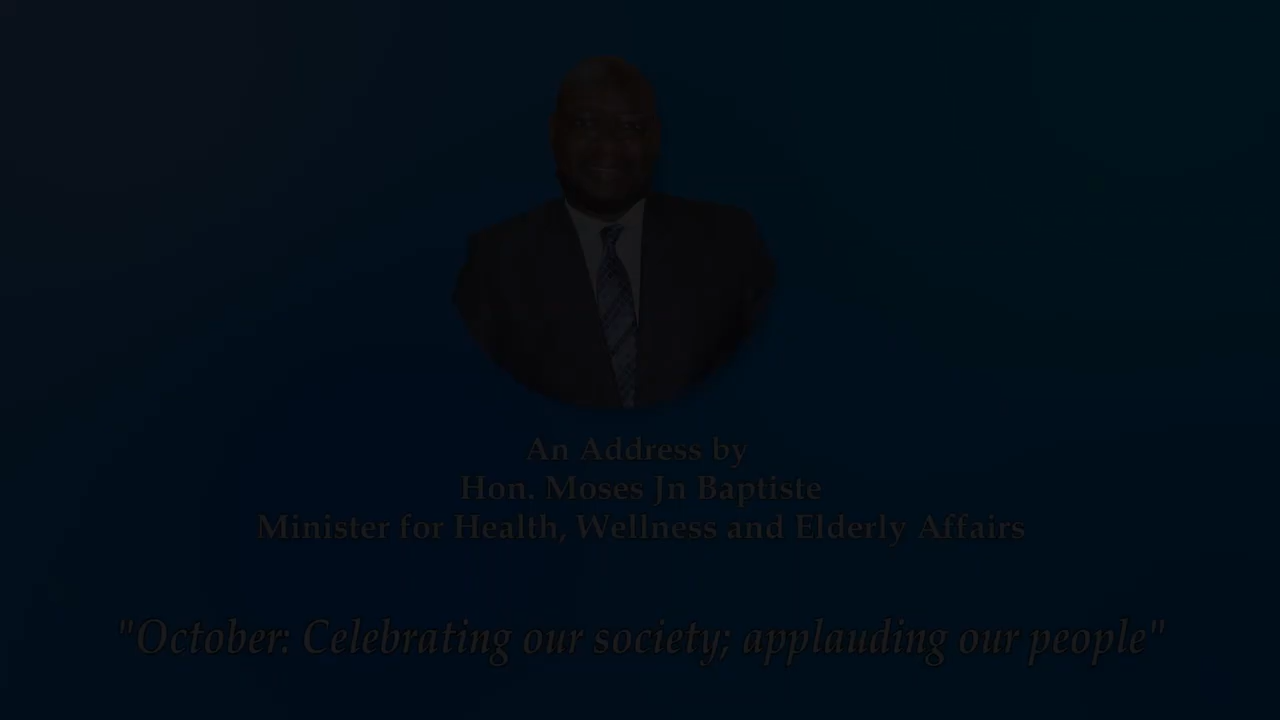 An Address by
Hon. Moses Jn Baptiste
Minister for Health, Wellness and Elderly Affairs
"October: Celebrating our society; applauding our people"